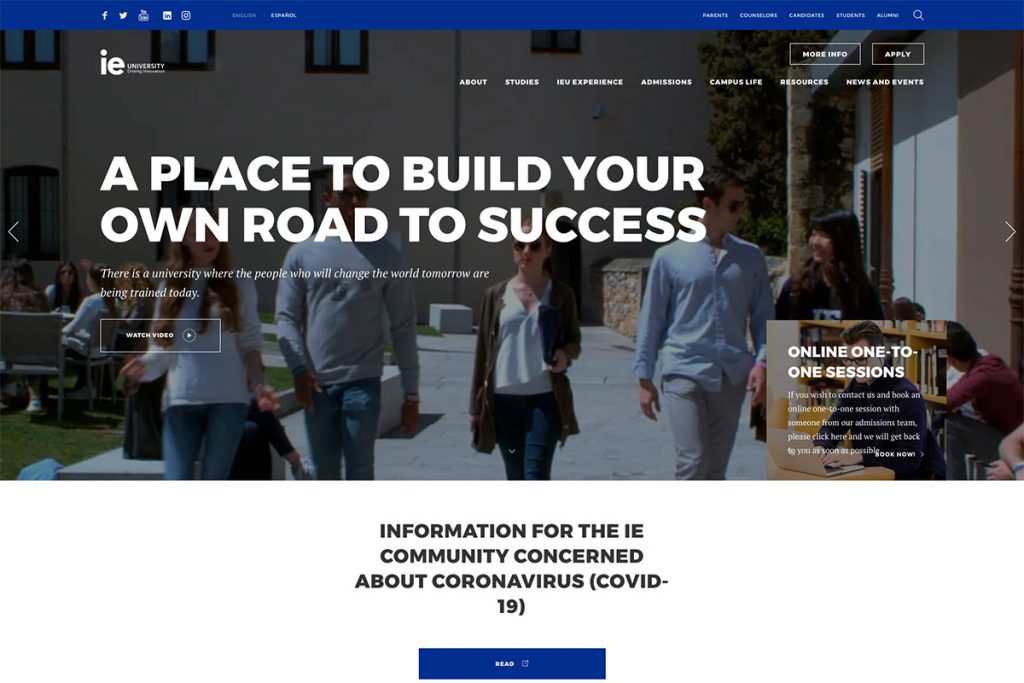 ENGLISH | ESPAÑOL
PARENTS COUNSELORS CANDIDATES STUDENTS ALUMNI
ie UNIVERSITY
Driving Innovation
MORE INFO APPLY
ABOUT STUDIES IEU EXPERIENCE ADMISSIONS CAMPUS LIFE RESOURCES NEWS AND EVENTS
A PLACE TO BUILD YOUR
OWN ROAD TO SUCCESS
There is a university where the people who will change the world tomorrow are
being trained today.
WATCH VIDEO
ONLINE ONE-TO-
ONE SESSIONS
If you wish to contact us and book an
online one-to-one session with
someone from our admissions team,
please click here and we will get back
to you as soon as possible.
BOOK NOW!
INFORMATION FOR THE IE
COMMUNITY CONCERNED
ABOUT CORONAVIRUS (COVID-
19)
READ